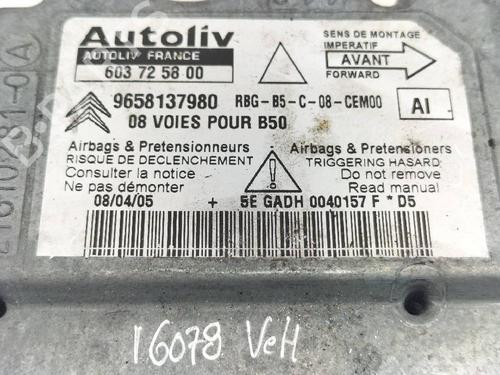 Autoliv
AUTOLIV FRANCE
603 72 58 00
SENS DE MONTAGE
IMPERATIF
AVANT
FORWARD
9658137980 RBG-B5-C-08-CEM00 AI
08 VOIES POUR B50
Airbags & Pretensionneurs
RISQUE DE DECLENCHEMENT
Consulter la notice
Ne pas démonter
Airbags & Pretensioners
TRIGGERING HASARD
Do not remove
Read manual
08/04/05 + 5E GADH 0040157 F * D5
16078 VeH